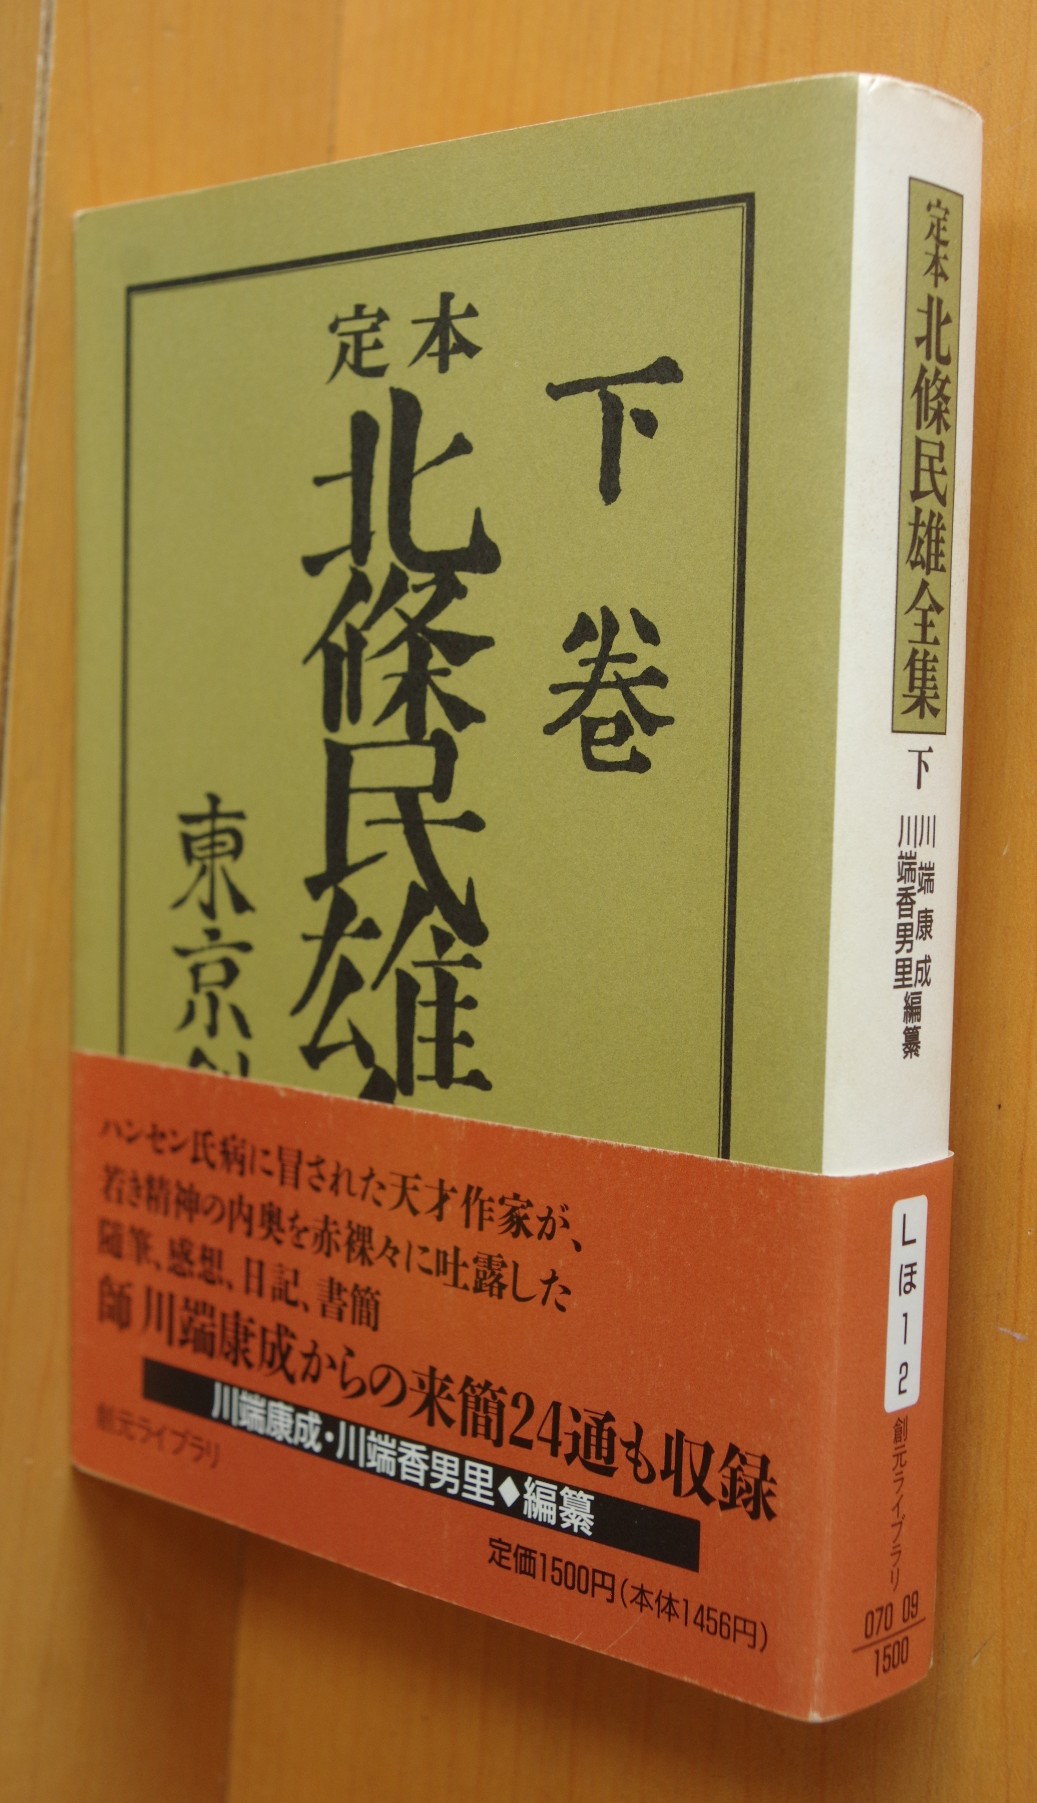 下巻
定本
北條民雄
東京
ハンセン氏病に冒された天才作家が、
若き精神の内奥を赤裸々に吐露した
随筆、感想、日記、書簡
師 川端康成からの来簡24通も収録
川端康成・川端香男里◆編纂
創元ライブラリ
定価1500円(本体1456円)
定本 北條民雄全集
下
川端康成
川端香男里編纂
Lほ12
創元ライブラリ
070 09
1500